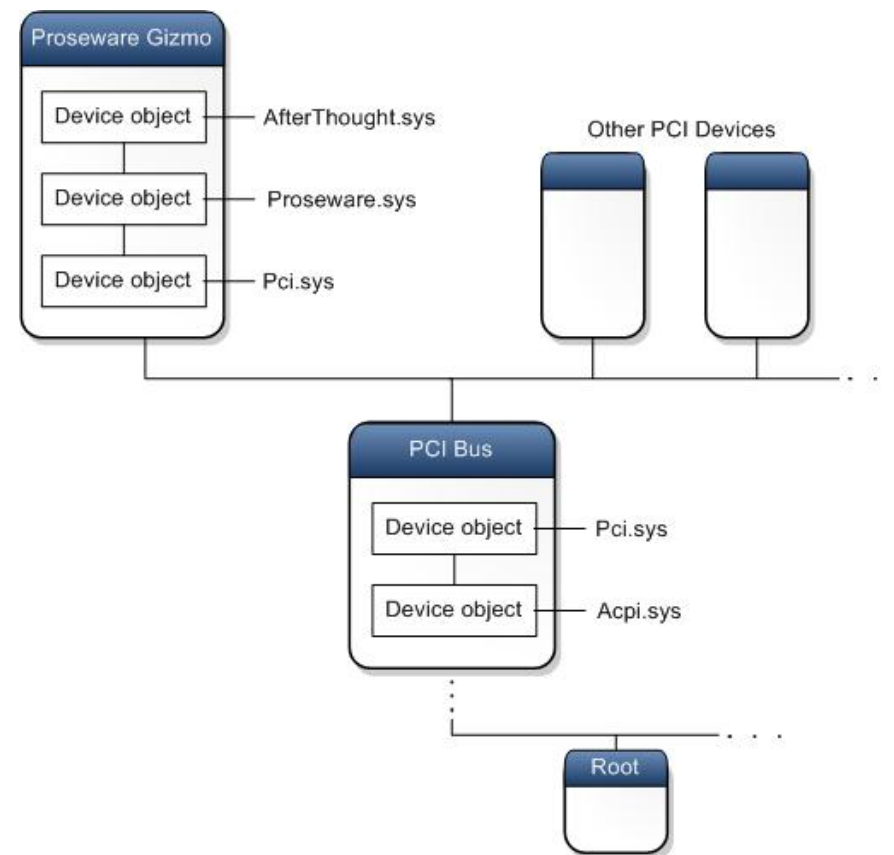 Proseware Gizmo
Device object
AfterThought.sys
Device object
Proseware.sys
Device object
Pci.sys
Other PCI Devices
PCI Bus
Device object
Pci.sys
Device object
Acpi.sys
Root